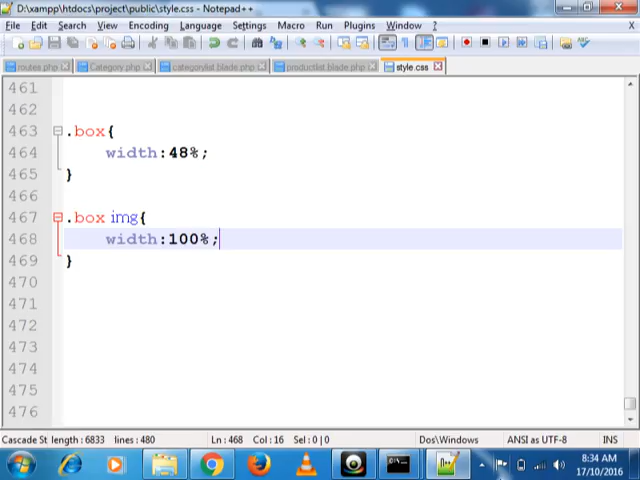 D:\xampp\htdocs\project\public\style.css - Notepad++
File Edit Search View Encoding Language Settings Macro Run Plugins Window ? X
routes.php Category.php categorylist.blade.php productlist.blade.php style.css
461
462
463 .box{
464 width:48%;
465 }
466
467 .box img{
468 width:100%;
469 }
470
471
472
473
474
475
476
Cascade St length : 6833 lines : 480 Ln : 468 Col : 16 Sel : 0 | 0 Dos\Windows ANSI as UTF-8 INS
8:34 AM
17/10/2016